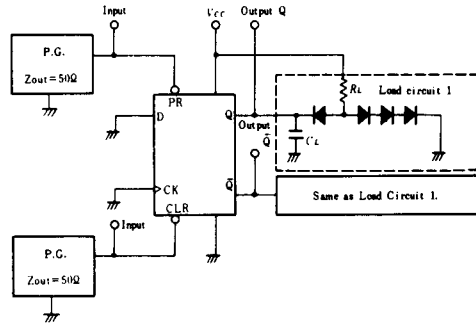 Input
VCC
Output Q
P.G.
Zout = 50Ω
PR
RL
Load circuit 1
D
Q
Output
Q̄
CL
CK
Q̄
Same as Load Circuit 1.
CLR
Input
P.G.
Zout = 50Ω